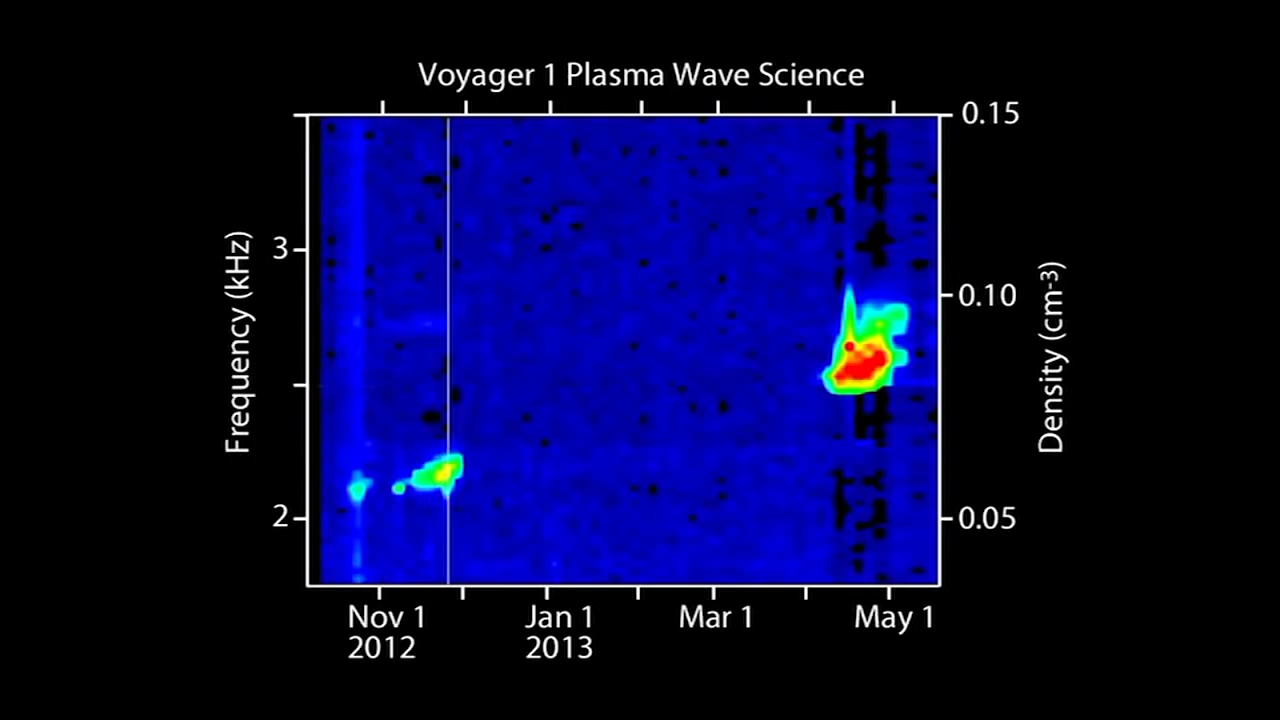 Voyager 1 Plasma Wave Science
0.15
3
0.10
Frequency (kHz)
Density (cm-3)
2
0.05
Nov 1
2012
Jan 1
2013
Mar 1
May 1